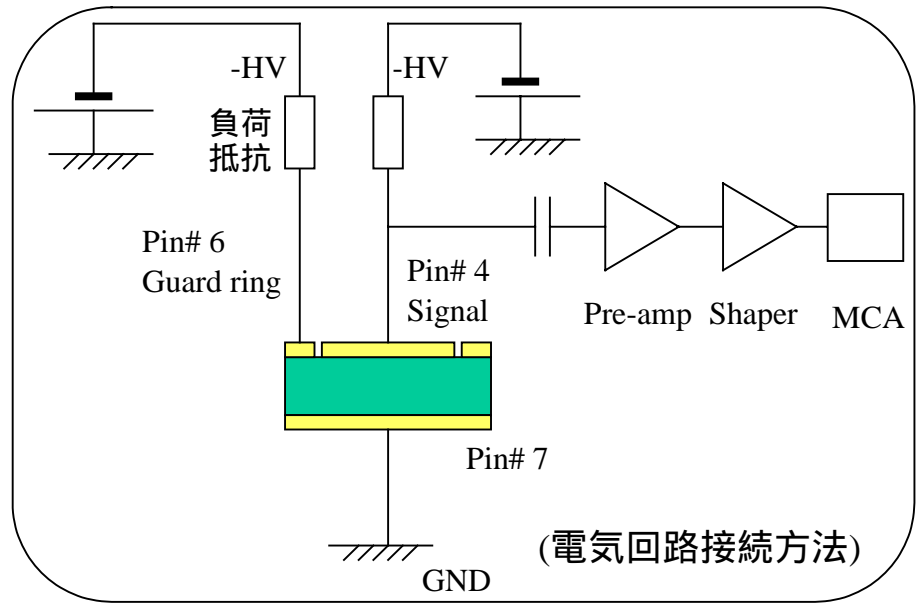 -HV
-HV
負荷
抵抗
Pin# 6
Guard ring
Pin# 4
Signal
Pre-amp
Shaper
MCA
Pin# 7
GND
(電気回路接続方法)